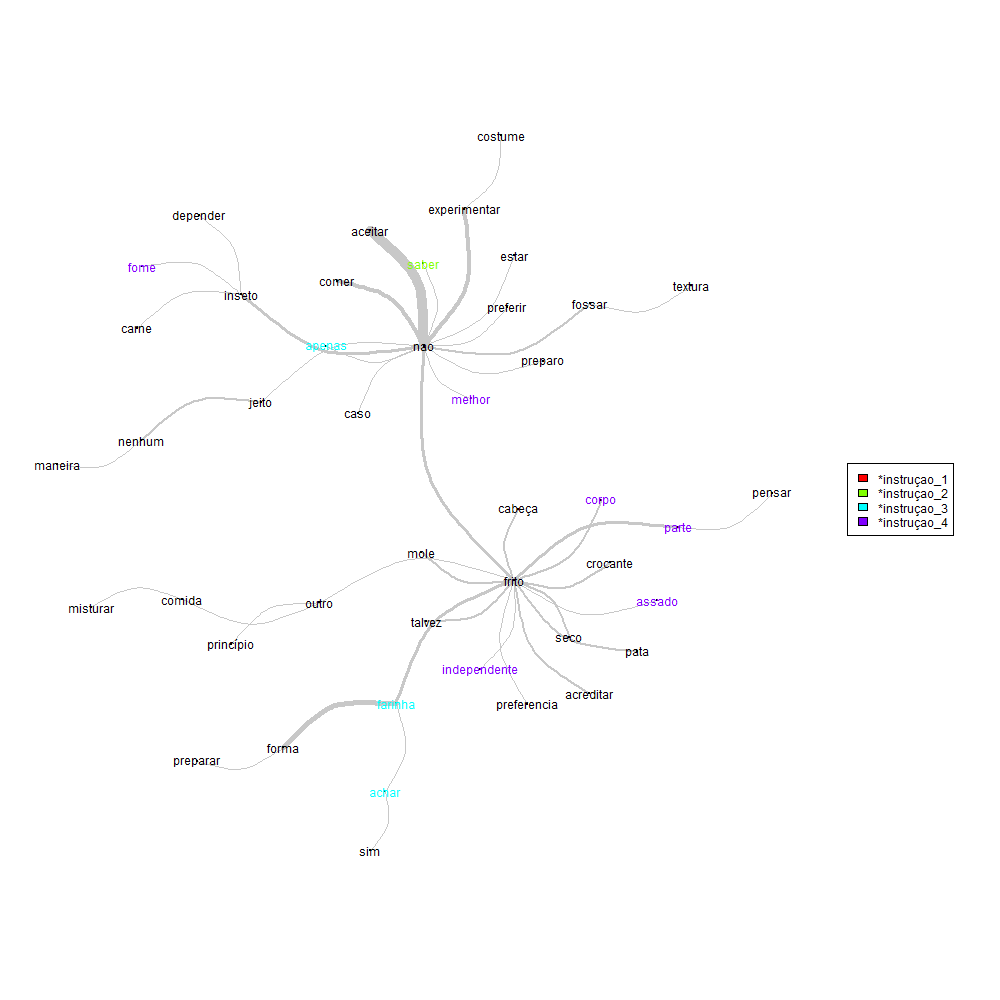 costume
experimentar
depender
aceitar
estar
saber
fome
comer
textura
inseto
fossar
preferir
carne
apenas
não
preparo
melhor
jeito
caso
nenhum
maneira
*instruçao_1
*instruçao_2
*instruçao_3
*instruçao_4
pensar
corpo
cabeça
parte
mole
crocante
frito
assado
outro
comida
misturar
talvez
seco
principio
pata
independente
acreditar
preferencia
farinha
forma
preparar
achar
sim